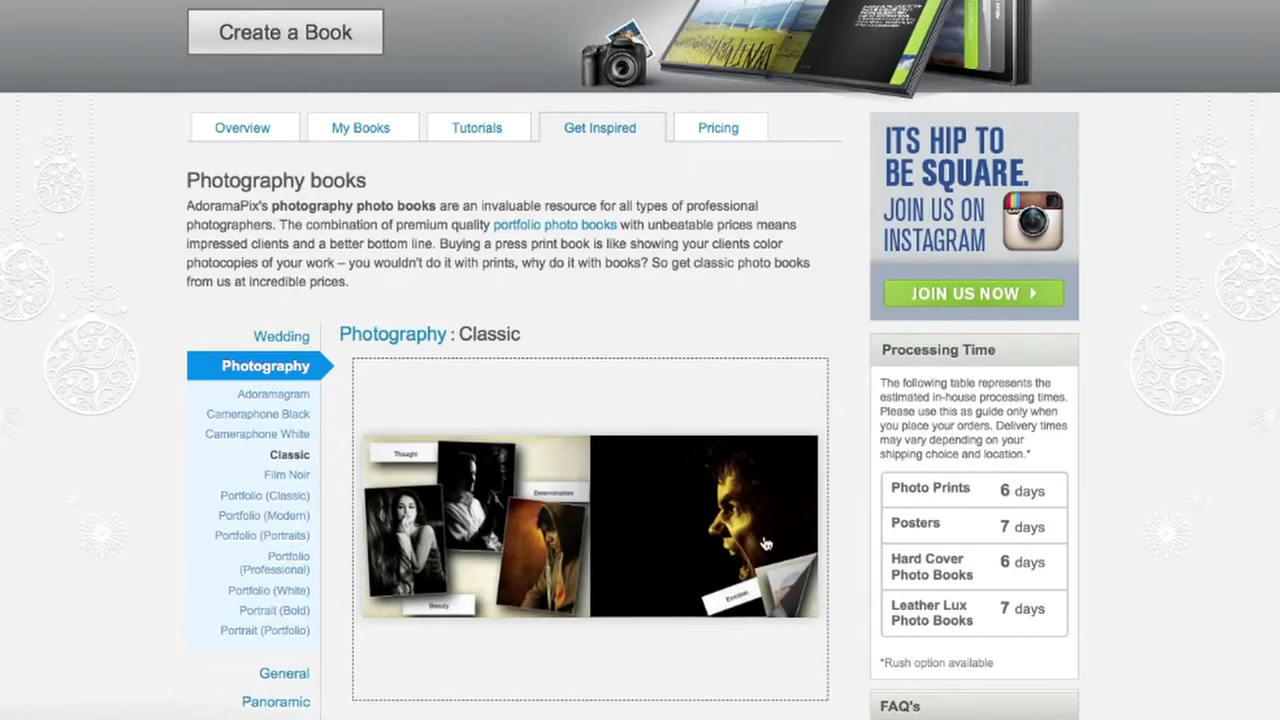 Create a Book
Overview
My Books
Tutorials
Get Inspired
Pricing
Photography books
AdoramaPix's photography photo books are an invaluable resource for all types of professional
photographers. The combination of premium quality portfolio photo books with unbeatable prices means
impressed clients and a better bottom line. Buying a press print book is like showing your clients color
photocopies of your work – you wouldn't do it with prints, why do it with books? So get classic photo books
from us at incredible prices.
Wedding
Photography
Adoramagram
Cameraphone Black
Cameraphone White
Classic
Film Noir
Portfolio (Classic)
Portfolio (Modern)
Portfolio (Portraits)
Portfolio
(Professional)
Portfolio (White)
Portrait (Bold)
Portrait (Portfolio)
General
Panoramic
Photography : Classic
Thought
Determination
Beauty
Emotion
ITS HIP TO
BE SQUARE.
JOIN US ON
INSTAGRAM
JOIN US NOW
Processing Time
The following table represents the
estimated in-house processing times.
Please use this as guide only when
you place your orders. Delivery times
may vary depending on your
shipping choice and location.*
Photo Prints 6 days
Posters 7 days
Hard Cover
Photo Books 6 days
Leather Lux
Photo Books 7 days
*Rush option available
FAQ's